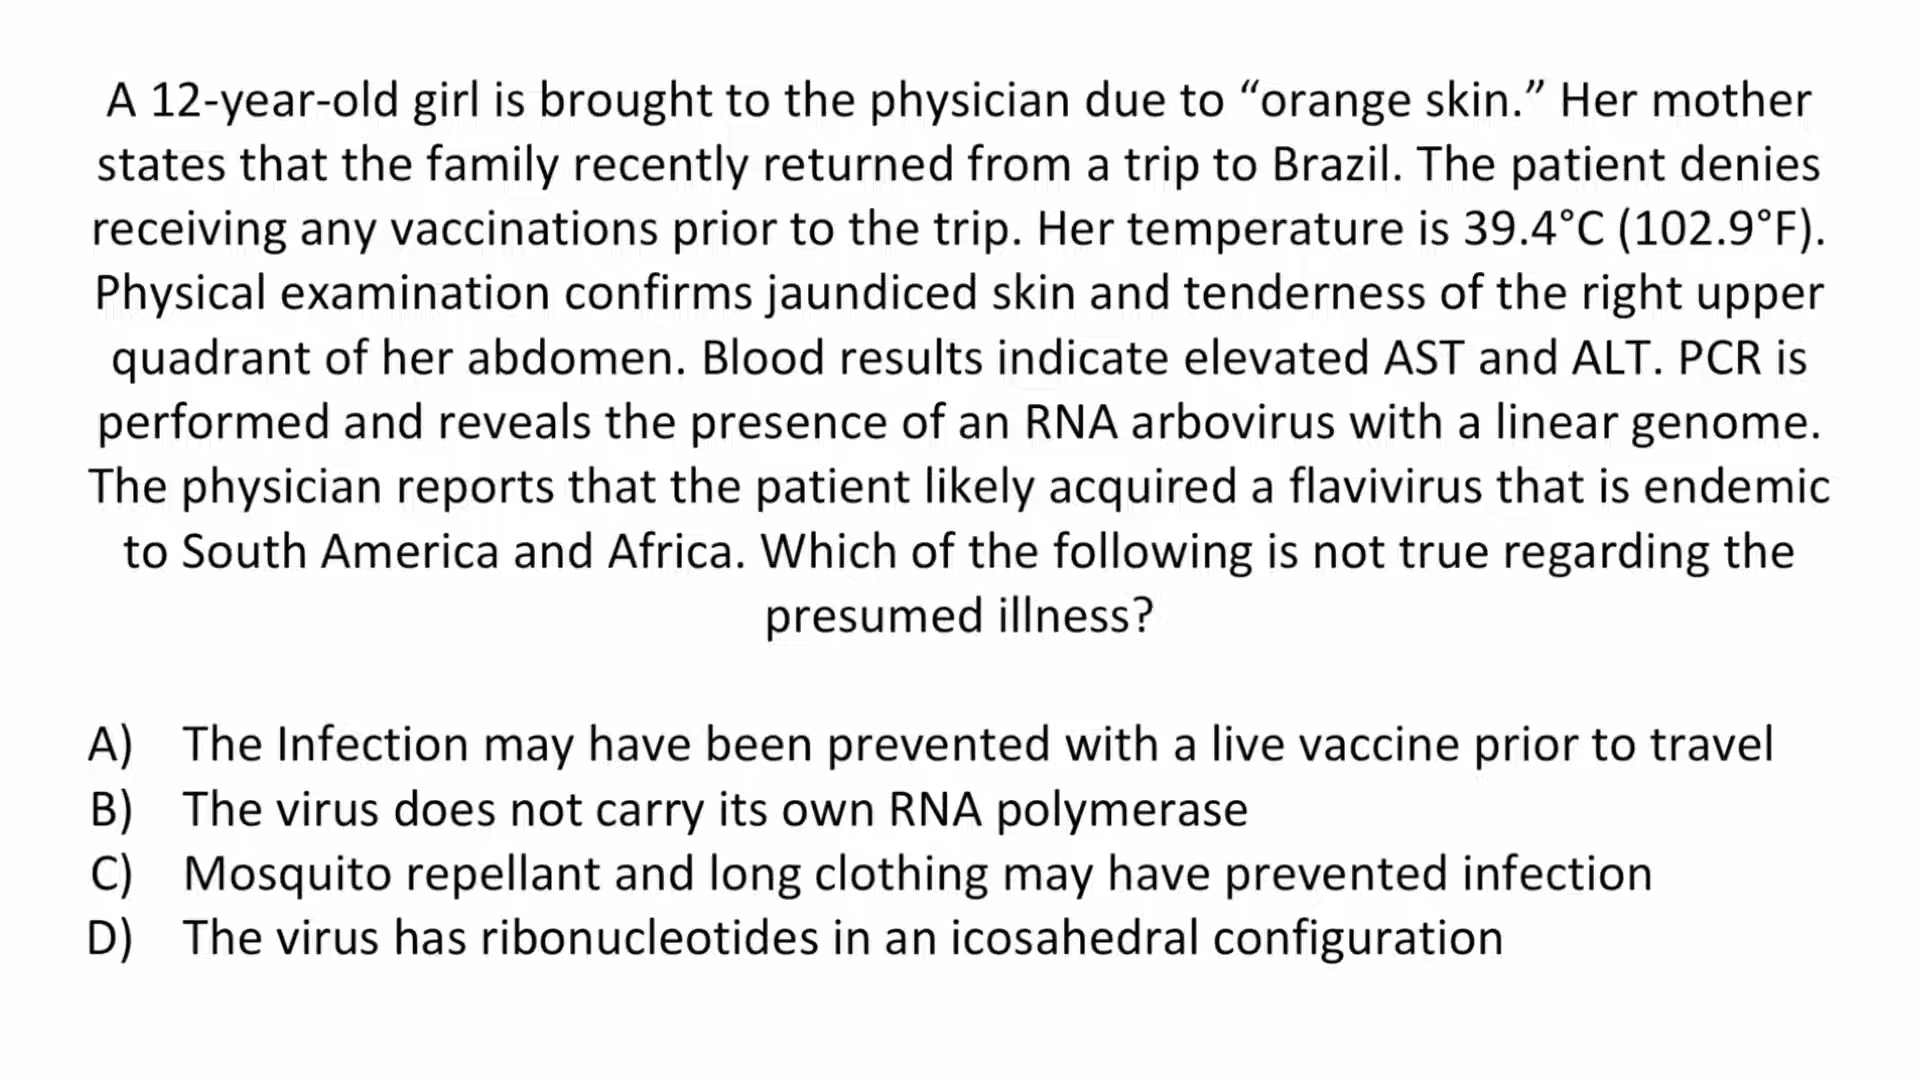 A 12-year-old girl is brought to the physician due to “orange skin.” Her mother
states that the family recently returned from a trip to Brazil. The patient denies
receiving any vaccinations prior to the trip. Her temperature is 39.4°C (102.9°F).
Physical examination confirms jaundiced skin and tenderness of the right upper
quadrant of her abdomen. Blood results indicate elevated AST and ALT. PCR is
performed and reveals the presence of an RNA arbovirus with a linear genome.
The physician reports that the patient likely acquired a flavivirus that is endemic
to South America and Africa. Which of the following is not true regarding the
presumed illness?
A) The Infection may have been prevented with a live vaccine prior to travel
B) The virus does not carry its own RNA polymerase
C) Mosquito repellant and long clothing may have prevented infection
D) The virus has ribonucleotides in an icosahedral configuration